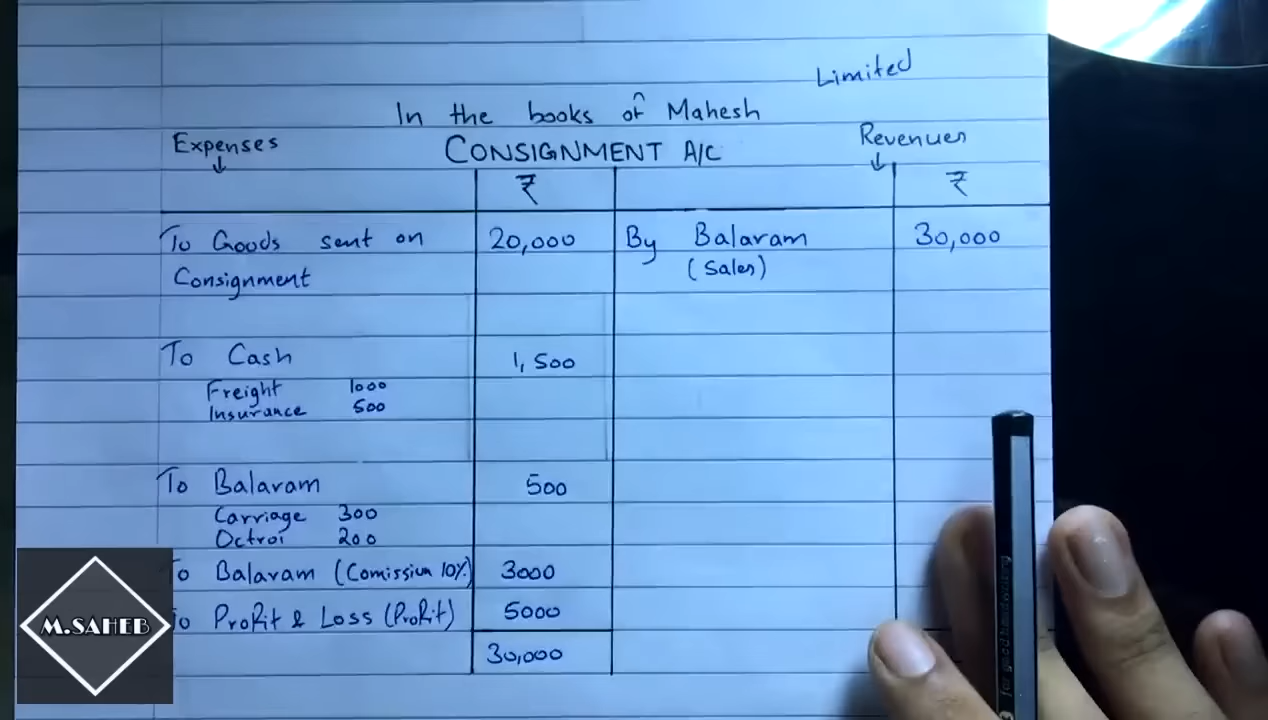 Limited
In the books of Mahesh
Expenses
Revenues
CONSIGNMENT A/C
₹
₹
To Goods sent on 20,000 By Balaram 30,000
Consignment (Sales)
To Cash 1,500
Freight 1000
Insurance 500
To Balaram 500
Carriage 300
Octroi 200
To Balaram (Comission 10%) 3000
To Profit & Loss (Profit) 5000
30,000
M.SAHEB